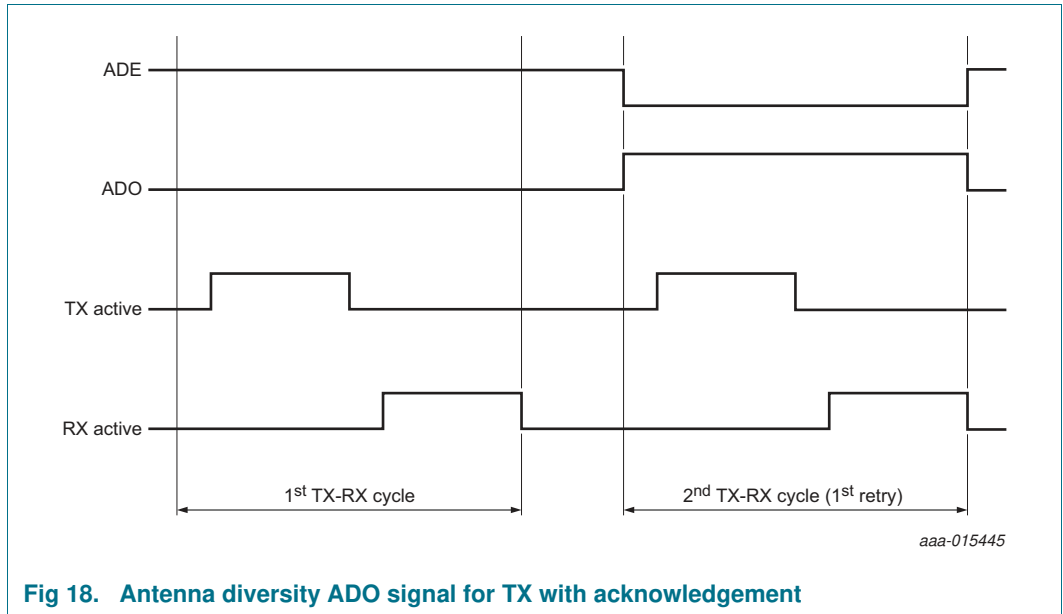 ADE
ADO
TX active
RX active
1st TX-RX cycle
2nd TX-RX cycle (1st retry)
aaa-015445
Fig 18. Antenna diversity ADO signal for TX with acknowledgement